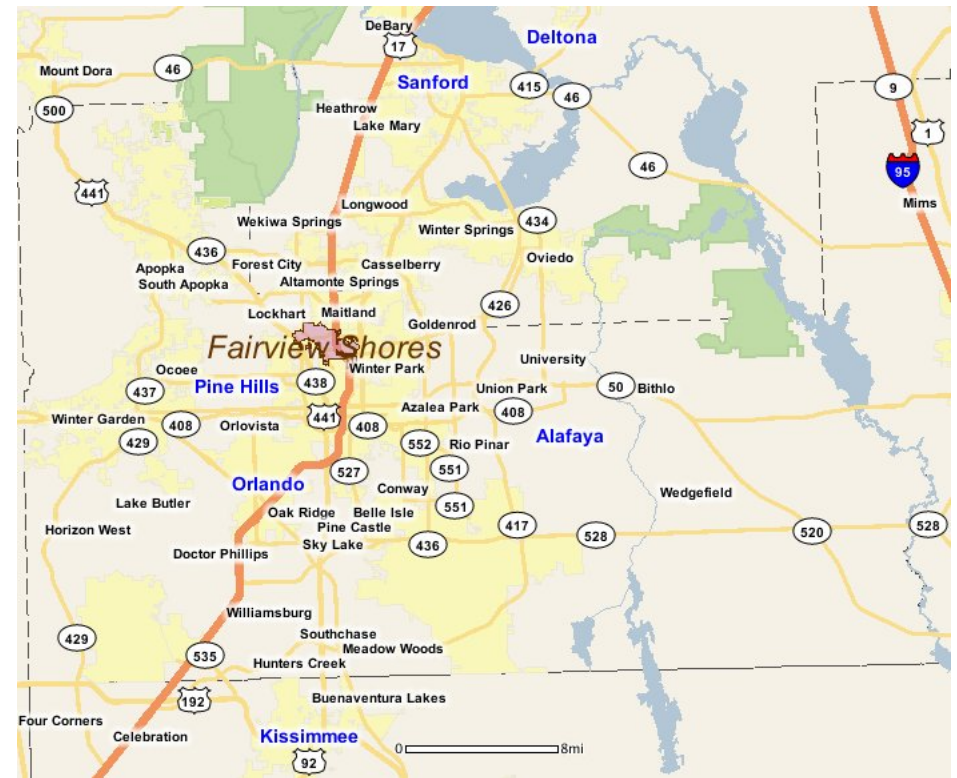 DeBary
Deltona
17
Mount Dora
46
Sanford
415
46
9
500
Heathrow
Lake Mary
1
46
95
441
Mims
Longwood
Wekiwa Springs
Winter Springs
434
436
Oviedo
Apopka
Forest City
Casselberry
South Apopka
Altamonte Springs
426
Lockhart
Maitland
Goldenrod
Fairview Shores
University
Ocoee
Winter Park
437
Pine Hills
438
Union Park
50
Bithlo
Winter Garden
408
Orlovista
441
408
Azalea Park
408
429
552
Rio Pinar
Alafaya
527
551
Orlando
Conway
Wedgefield
Lake Butler
Oak Ridge
Belle Isle
551
Horizon West
Pine Castle
417
528
520
528
Doctor Phillips
Sky Lake
436
Williamsburg
429
Southchase
Meadow Woods
535
Hunters Creek
192
Buenaventura Lakes
Four Corners
Celebration
Kissimmee
0
8mi
92